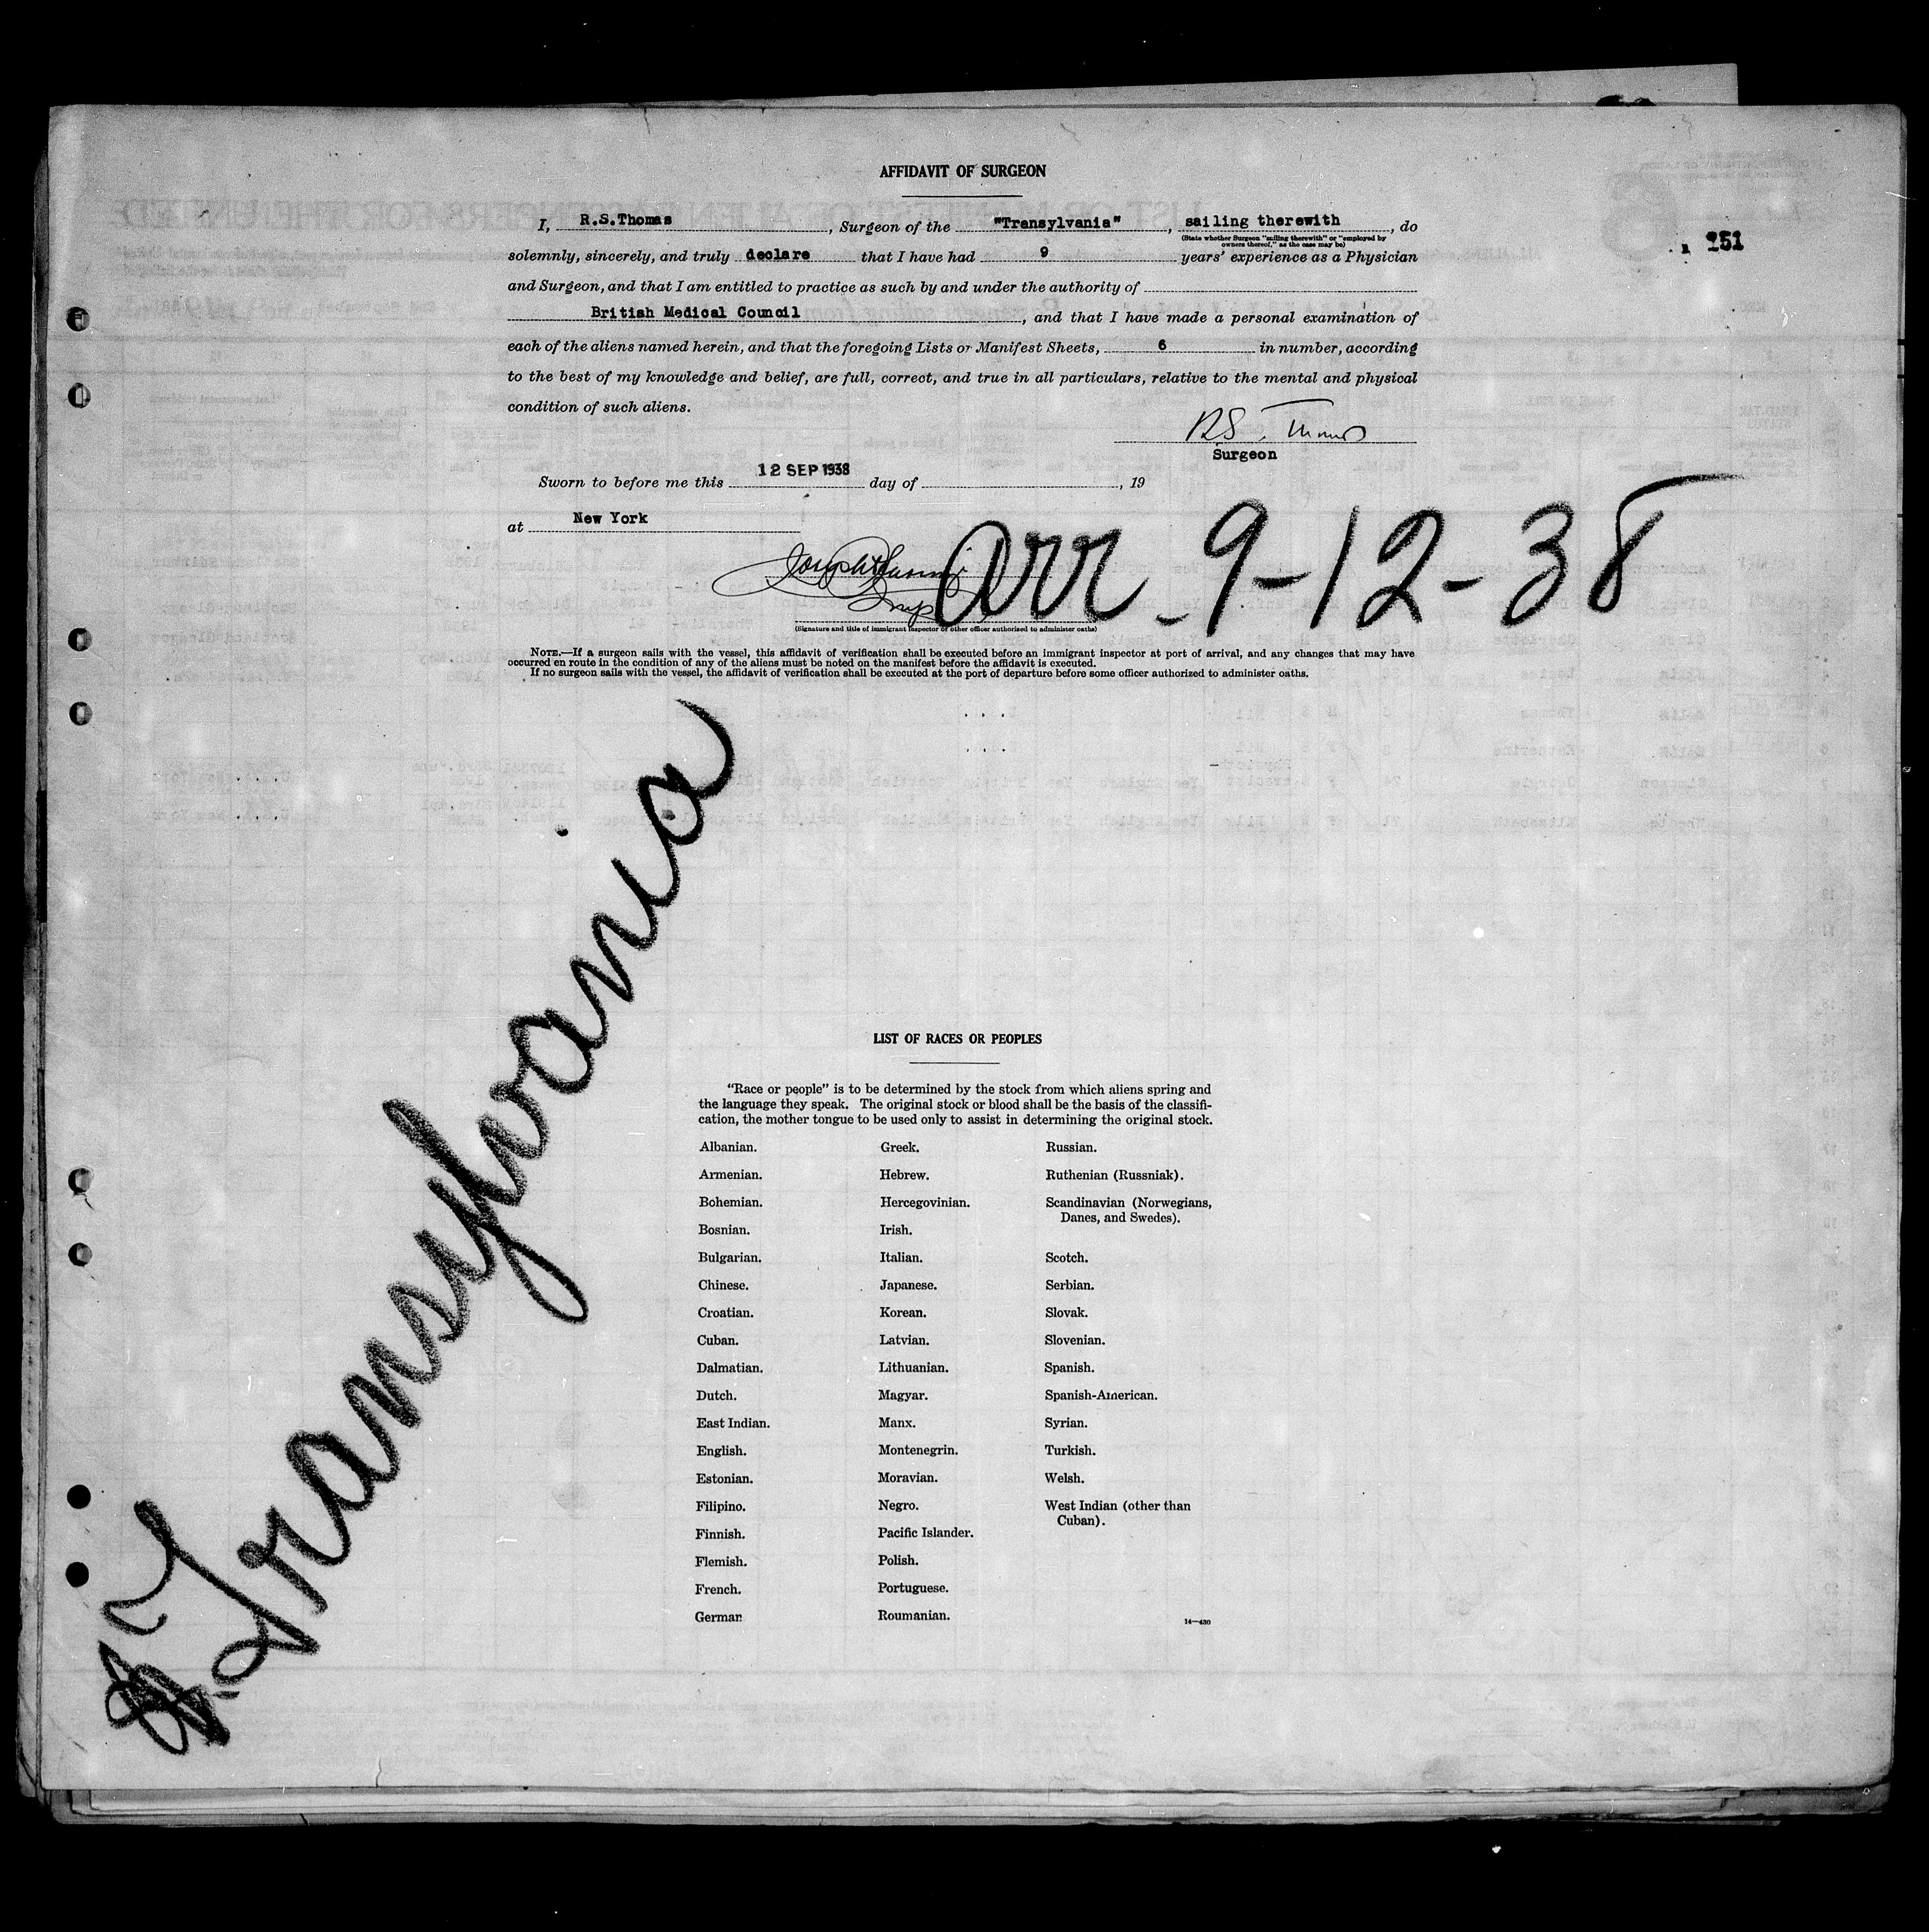 AFFIDAVIT OF SURGEON
I, R.S.Thomas, Surgeon of the "Transylvania", sailing therewith, do
(State whether Surgeon "sailing therewith" or "employed by
owners thereof," as the case may be)
151
solemnly, sincerely, and truly declare that I have had 9 years' experience as a Physician
and Surgeon, and that I am entitled to practice as such by and under the authority of
British Medical Council, and that I have made a personal examination of
each of the aliens named herein, and that the foregoing Lists or Manifest Sheets, 6 in number, according
to the best of my knowledge and belief, are full, correct, and true in all particulars, relative to the mental and physical
condition of such aliens.
RS. Thomas
Surgeon
Sworn to before me this 12 SEP 1938 day of , 19
at New York
Arr. 9-12-38
Insp
(Signature and title of immigrant inspector or other officer authorized to administer oaths)
NOTE.—If a surgeon sails with the vessel, this affidavit of verification shall be executed before an immigrant inspector at port of arrival, and any changes that may have
occurred en route in the condition of any of the aliens must be noted on the manifest before the affidavit is executed.
If no surgeon sails with the vessel, the affidavit of verification shall be executed at the port of departure before some officer authorized to administer oaths.
Transylvania
LIST OF RACES OR PEOPLES
"Race or people" is to be determined by the stock from which aliens spring and
the language they speak. The original stock or blood shall be the basis of the classifi-
cation, the mother tongue to be used only to assist in determining the original stock.
Albanian.
Armenian.
Bohemian.
Bosnian.
Bulgarian.
Chinese.
Croatian.
Cuban.
Dalmatian.
Dutch.
East Indian.
English.
Estonian.
Filipino.
Finnish.
Flemish.
French.
German
Greek.
Hebrew.
Hercegovinian.
Irish.
Italian.
Japanese.
Korean.
Latvian.
Lithuanian.
Magyar.
Manx.
Montenegrin.
Moravian.
Negro.
Pacific Islander.
Polish.
Portuguese.
Roumanian.
Russian.
Ruthenian (Russniak).
Scandinavian (Norwegians,
Danes, and Swedes).
Scotch.
Serbian.
Slovak.
Slovenian.
Spanish.
Spanish-American.
Syrian.
Turkish.
Welsh.
West Indian (other than
Cuban).
14—430